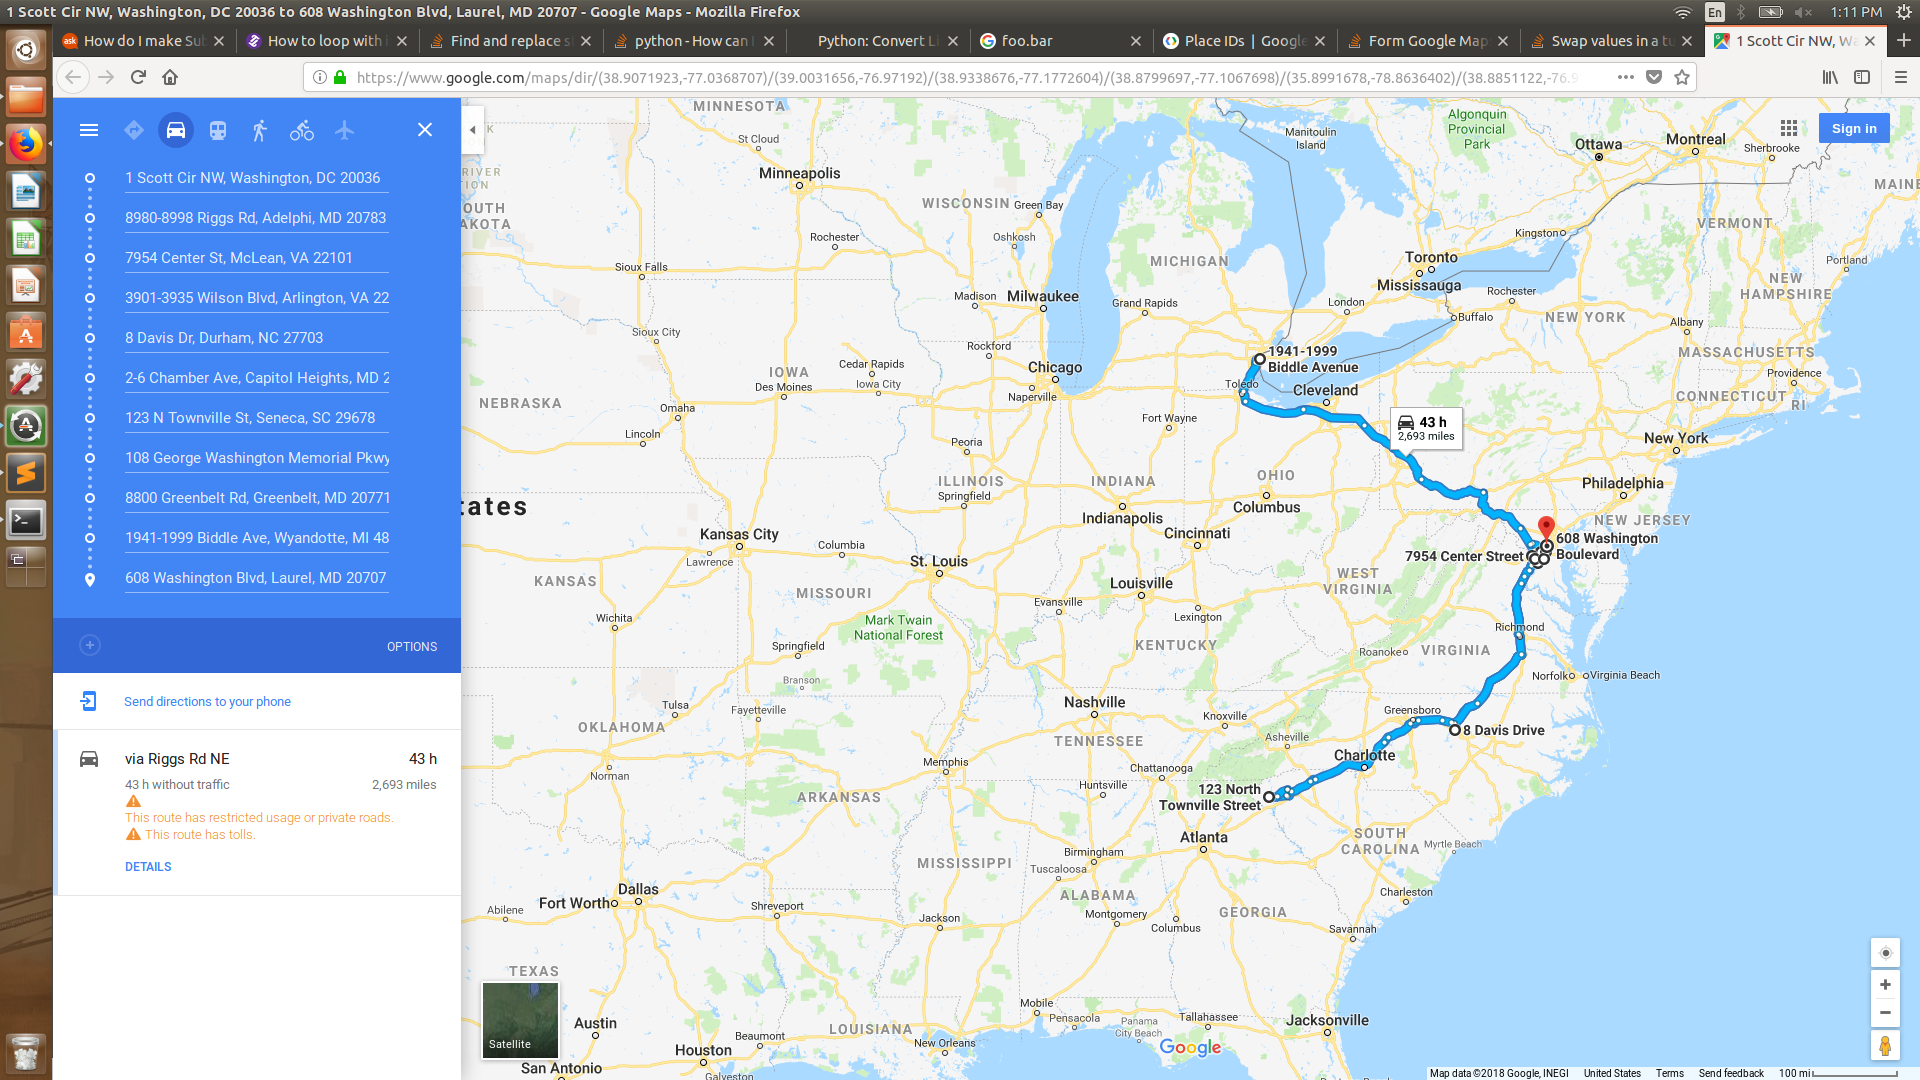 1 Scott Cir NW, Washington, DC 20036 to 608 Washington Blvd, Laurel, MD 20707 - Google Maps - Mozilla Firefox
En
1:11 PM
How do I make Sub
How to loop with i
Find and replace s
python - How can I
Python: Convert Li
foo.bar
Place IDs | Google
Form Google Map
Swap values in a tu
1 Scott Cir NW, Wa
https://www.google.com/maps/dir/(38.9071923,-77.0368707)/(39.0031656,-76.97192)/(38.9338676,-77.1772604)/(38.8799697,-77.1067698)/(35.8991678,-78.8636402)/(38.8851122,-76.9
1 Scott Cir NW, Washington, DC 20036
8980-8998 Riggs Rd, Adelphi, MD 20783
7954 Center St, McLean, VA 22101
3901-3935 Wilson Blvd, Arlington, VA 22
8 Davis Dr, Durham, NC 27703
2-6 Chamber Ave, Capitol Heights, MD 2
123 N Townville St, Seneca, SC 29678
108 George Washington Memorial Pkwy
8800 Greenbelt Rd, Greenbelt, MD 20771
1941-1999 Biddle Ave, Wyandotte, MI 48
608 Washington Blvd, Laurel, MD 20707
OPTIONS
Send directions to your phone
via Riggs Rd NE
43 h
43 h without traffic
2,693 miles
This route has restricted usage or private roads.
This route has tolls.
DETAILS
Sign in
MINNESOTA
St Cloud
Minneapolis
SOUTH
DAKOTA
WISCONSIN
Green Bay
Oshkosh
Rochester
Sioux Falls
Madison
Milwaukee
Grand Rapids
MICHIGAN
Manitoulin
Island
Algonquin
Provincial
Park
Ottawa
Montreal
Sherbrooke
MAINE
VERMONT
Kingston
Toronto
Mississauga
London
Rochester
Buffalo
NEW YORK
Portland
NEW
HAMPSHIRE
Albany
MASSACHUSETTS
Providence
CONNECTICUT
RI
Sioux City
Rockford
Cedar Rapids
Iowa City
IOWA
Des Moines
Chicago
Naperville
1941-1999
Biddle Avenue
Toledo
Cleveland
NEBRASKA
Omaha
Lincoln
Fort Wayne
Peoria
43 h
2,693 miles
New York
OHIO
ILLINOIS
Springfield
INDIANA
Indianapolis
Columbus
Philadelphia
NEW JERSEY
tates
Kansas City
Columbia
Lawrence
Cincinnati
St. Louis
7954 Center Street
608 Washington
Boulevard
KANSAS
MISSOURI
Louisville
WEST
VIRGINIA
Evansville
Lexington
Wichita
Mark Twain
National Forest
Richmond
Springfield
KENTUCKY
Roanoke
VIRGINIA
Norfolk
Virginia Beach
Branson
Tulsa
Fayetteville
Nashville
Knoxville
Greensboro
OKLAHOMA
TENNESSEE
Asheville
8 Davis Drive
Charlotte
Memphis
Chattanooga
Norman
Huntsville
123 North
Townville Street
ARKANSAS
Atlanta
SOUTH
CAROLINA
Myrtle Beach
Birmingham
MISSISSIPPI
Tuscaloosa
Dallas
Fort Worth
Abilene
Shreveport
ALABAMA
Charleston
Jackson
Montgomery
Columbus
GEORGIA
Savannah
TEXAS
Mobile
Pensacola
Panama
City Beach
Tallahassee
Jacksonville
Austin
Beaumont
LOUISIANA
New Orleans
Houston
San Antonio
Galveston
Satellite
Google
Map data ©2018 Google, INEGI
United States
Terms
Send feedback
100 mi